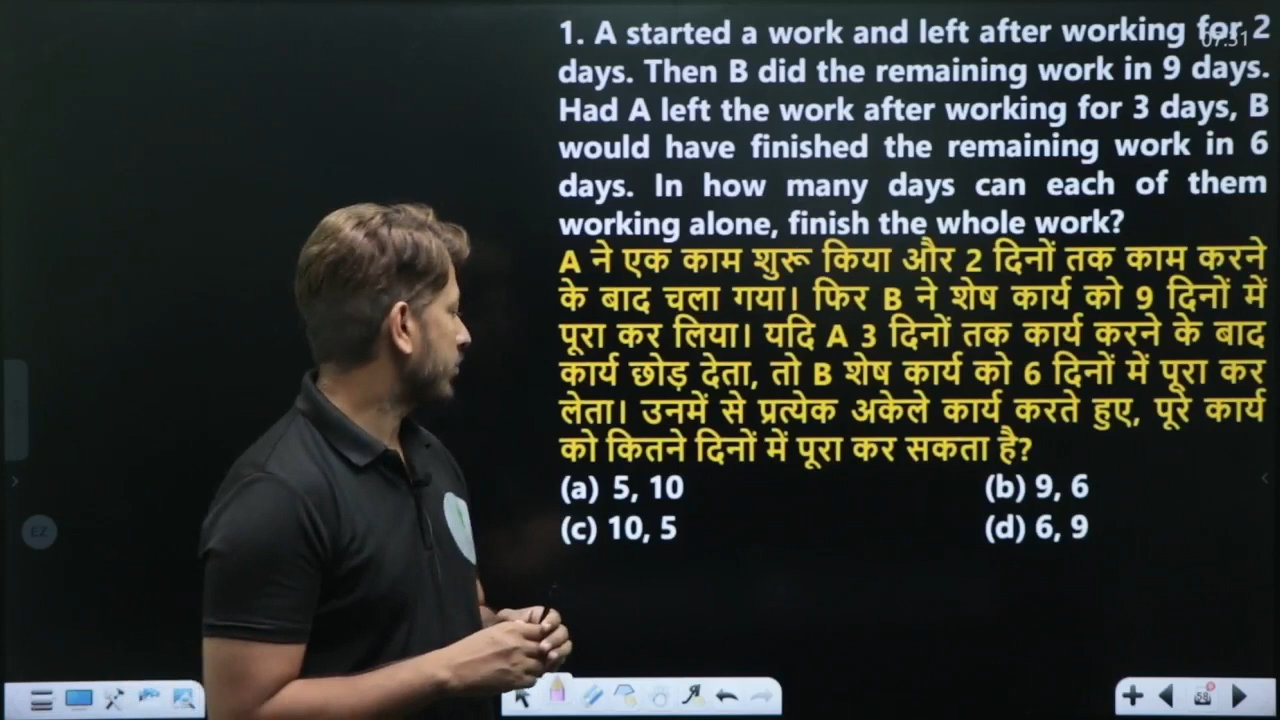 1. A started a work and left after working for 2
days. Then B did the remaining work in 9 days.
Had A left the work after working for 3 days, B
would have finished the remaining work in 6
days. In how many days can each of them
working alone, finish the whole work?
A ने एक काम शुरू किया और 2 दिनों तक काम करने
के बाद चला गया। फिर B ने शेष कार्य को 9 दिनों में
पूरा कर लिया। यदि A 3 दिनों तक कार्य करने के बाद
कार्य छोड़ देता, तो B शेष कार्य को 6 दिनों में पूरा कर
लेता। उनमें से प्रत्येक अकेले कार्य करते हुए, पूरे कार्य
को कितने दिनों में पूरा कर सकता है?
(a) 5, 10 (b) 9, 6
(c) 10, 5 (d) 6, 9
EZ
58